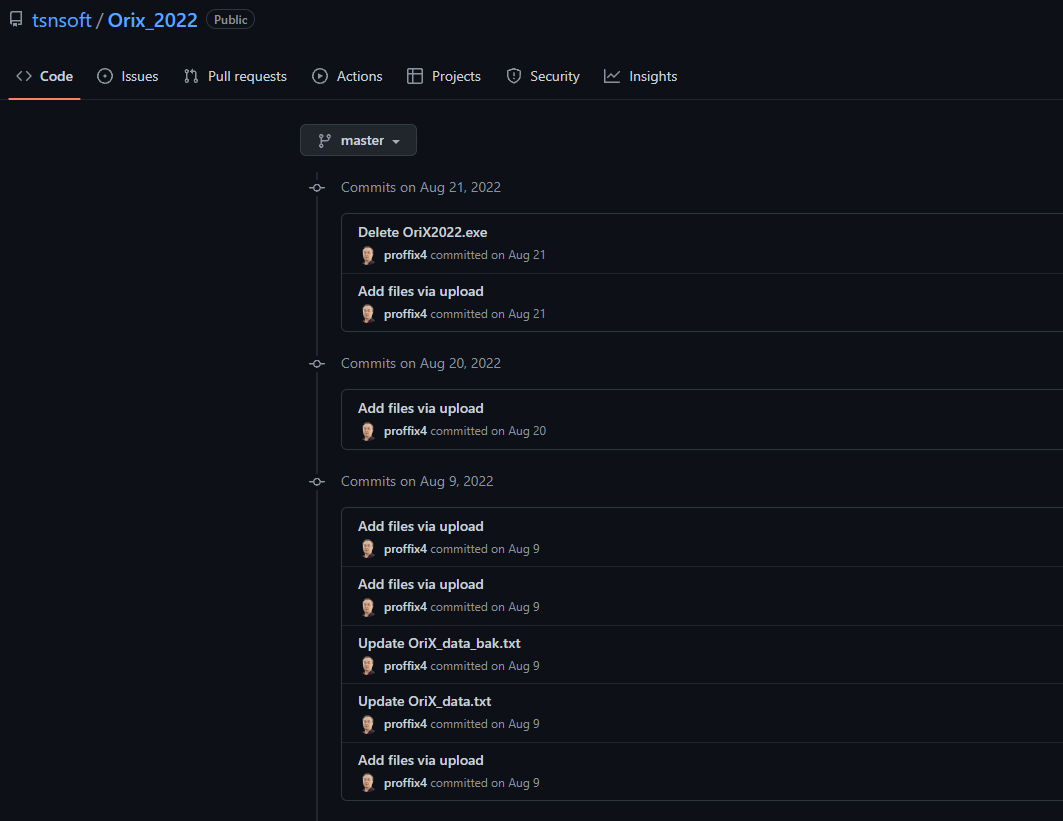 tsnsoft / Orix_2022 Public
Code Issues Pull requests Actions Projects Security Insights
master
Commits on Aug 21, 2022
Delete OriX2022.exe
proffix4 committed on Aug 21
Add files via upload
proffix4 committed on Aug 21
Commits on Aug 20, 2022
Add files via upload
proffix4 committed on Aug 20
Commits on Aug 9, 2022
Add files via upload
proffix4 committed on Aug 9
Add files via upload
proffix4 committed on Aug 9
Update OriX_data_bak.txt
proffix4 committed on Aug 9
Update OriX_data.txt
proffix4 committed on Aug 9
Add files via upload
proffix4 committed on Aug 9